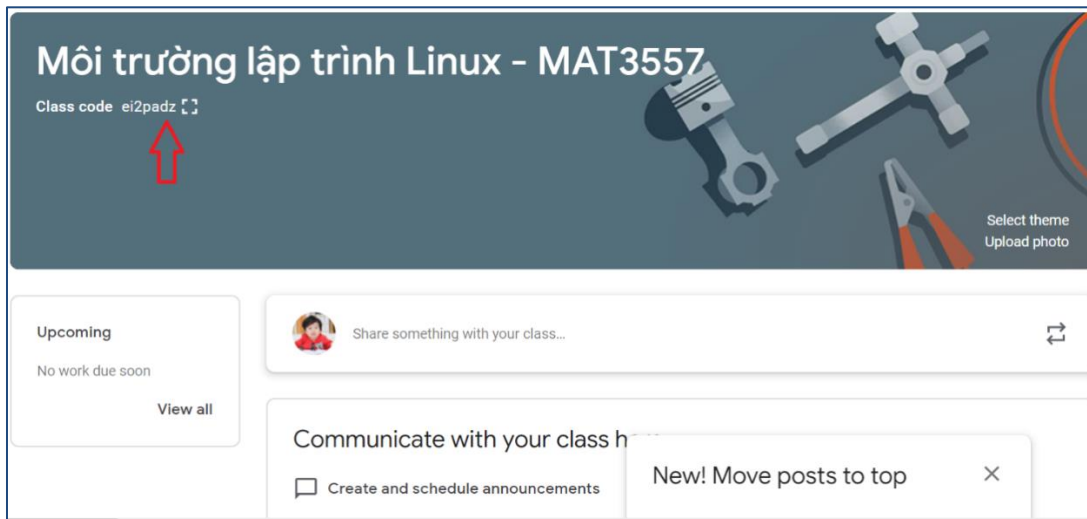 Môi trường lập trình Linux - MAT3557
Class code ei2padz
Select theme
Upload photo
Upcoming
No work due soon
View all
Share something with your class...
Communicate with your class
Create and schedule announcements
New! Move posts to top